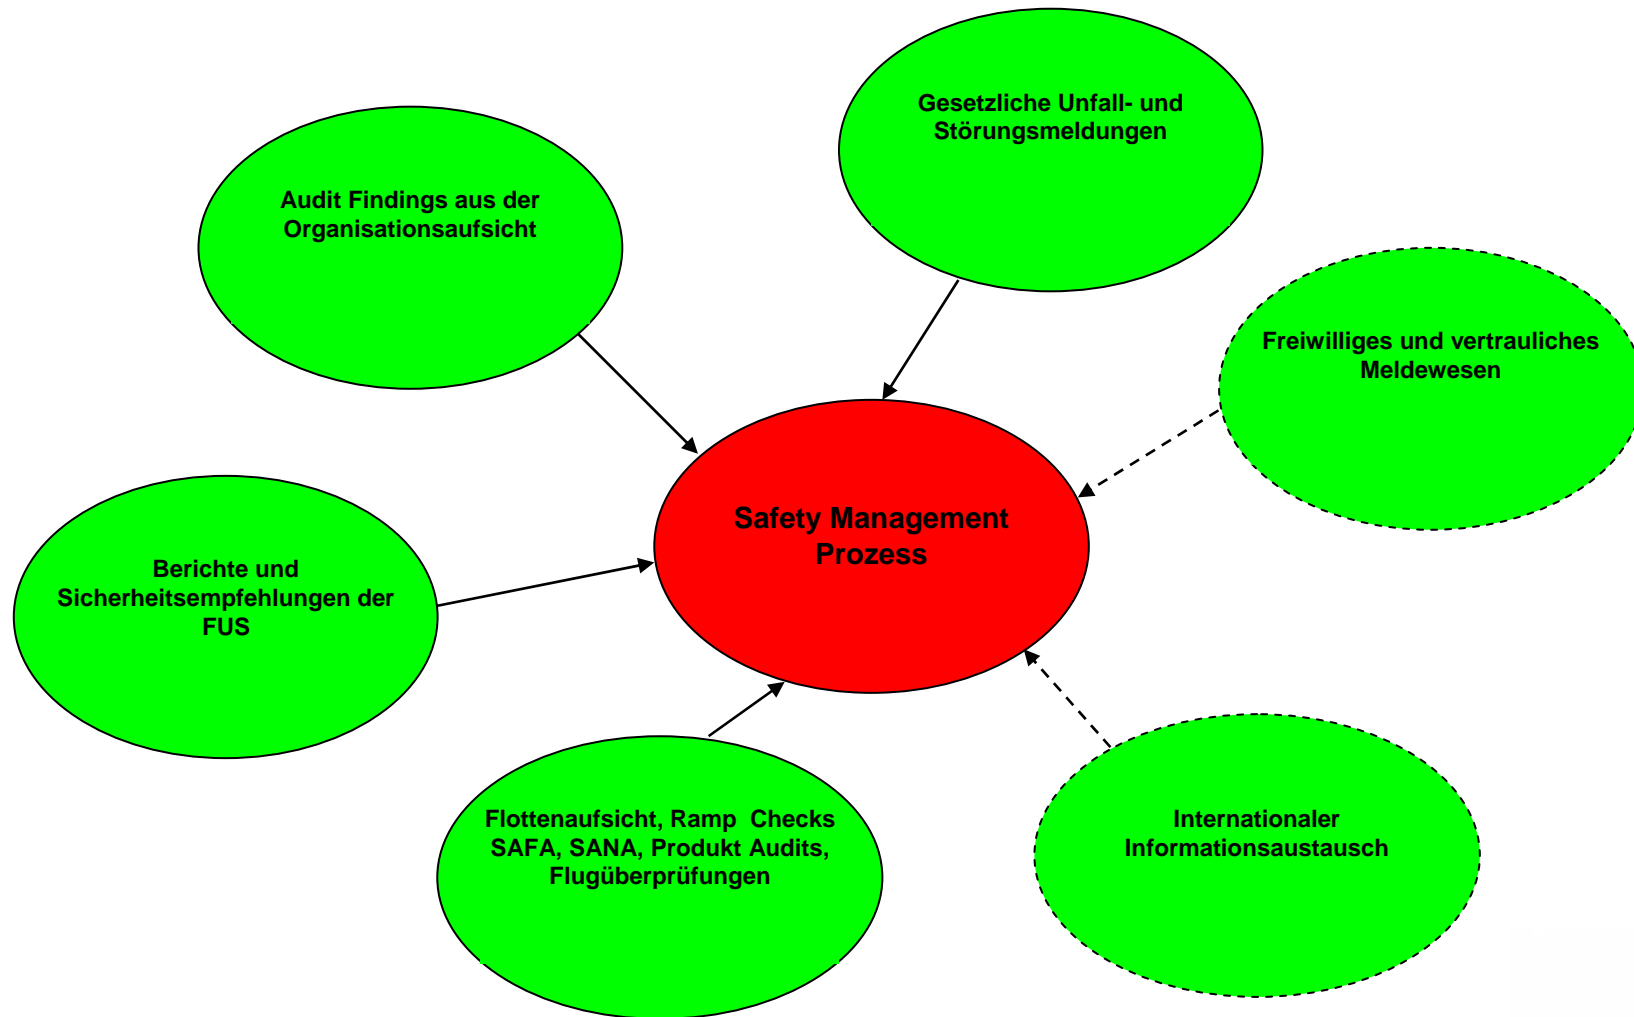 Gesetzliche Unfall- und
Störungsmeldungen
Audit Findings aus der
Organisationsaufsicht
Freiwilliges und vertrauliches
Meldewesen
Safety Management
Prozess
Berichte und
Sicherheitsempfehlungen der
FUS
Flottenaufsicht, Ramp  Checks
SAFA, SANA, Produkt Audits,
Flugüberprüfungen
Internationaler
Informationsaustausch